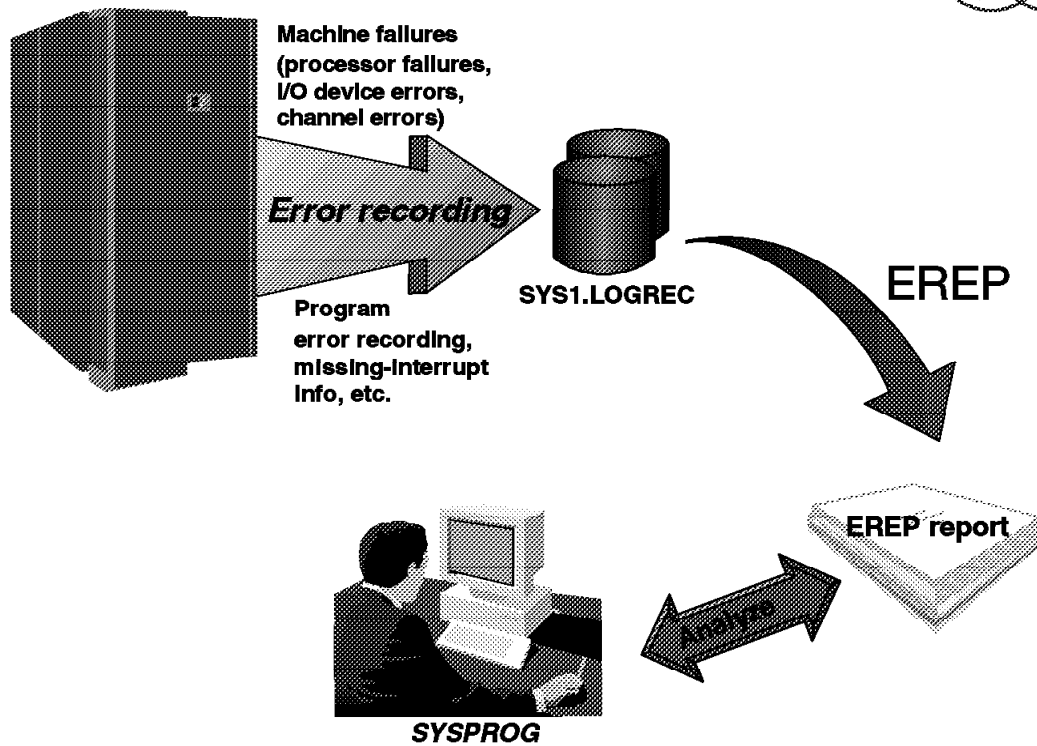 Machine failures
(processor failures,
I/O device errors,
channel errors)
Error recording
SYS1.LOGREC
EREP
Program
error recording,
missing-interrupt
info, etc.
EREP report
Analyze
SYSPROG